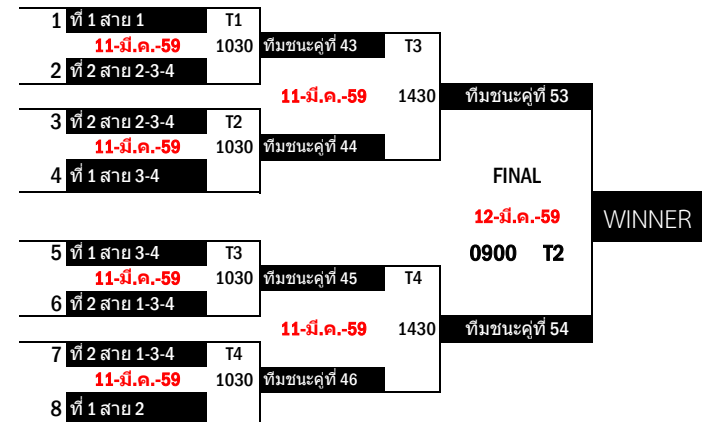 1 ที่ 1 สาย 1 T1
11-มี.ค.-59 1030 ทีมชนะคู่ที่ 43 T3
2 ที่ 2 สาย 2-3-4
11-มี.ค.-59 1430 ทีมชนะคู่ที่ 53
3 ที่ 2 สาย 2-3-4 T2
11-มี.ค.-59 1030 ทีมชนะคู่ที่ 44
4 ที่ 1 สาย 3-4 FINAL
12-มี.ค.-59 WINNER
5 ที่ 1 สาย 3-4 T3 0900 T2
11-มี.ค.-59 1030 ทีมชนะคู่ที่ 45 T4
6 ที่ 2 สาย 1-3-4
11-มี.ค.-59 1430 ทีมชนะคู่ที่ 54
7 ที่ 2 สาย 1-3-4 T4
11-มี.ค.-59 1030 ทีมชนะคู่ที่ 46
8 ที่ 1 สาย 2